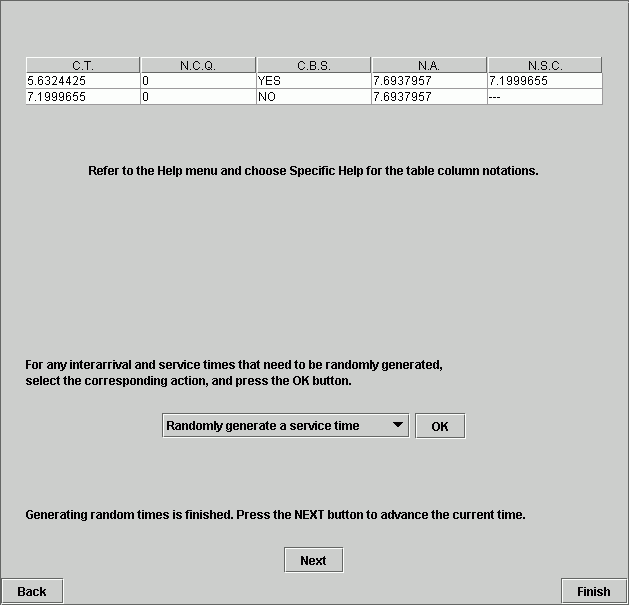 C.T. N.C.Q. C.B.S. N.A. N.S.C.
5.6324425 0 YES 7.6937957 7.1999655
7.1999655 0 NO 7.6937957 ---
Refer to the Help menu and choose Specific Help for the table column notations.
For any interarrival and service times that need to be randomly generated,
select the corresponding action, and press the OK button.
Randomly generate a service time OK
Generating random times is finished. Press the NEXT button to advance the current time.
Next
Back Finish